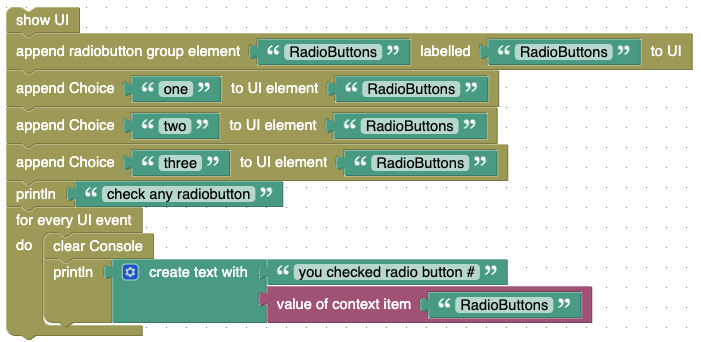 show UI
append radiobutton group element “ RadioButtons ” labelled “ RadioButtons ” to UI
append Choice “ one ” to UI element “ RadioButtons ”
append Choice “ two ” to UI element “ RadioButtons ”
append Choice “ three ” to UI element “ RadioButtons ”
println “ check any radiobutton ”
for every UI event
do clear Console
println create text with “ you checked radio button # ”
value of context item “ RadioButtons ”